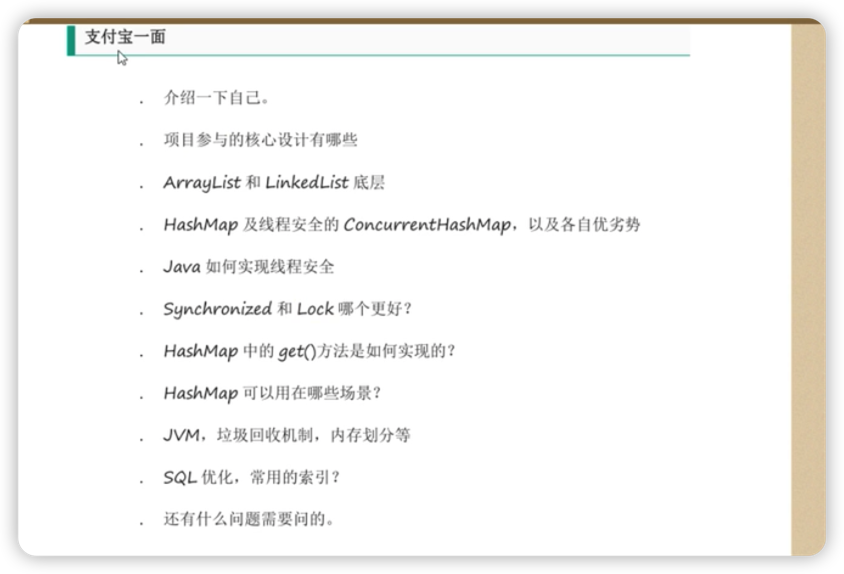 支付宝一面
. 介绍一下自己。
. 项目参与的核心设计有哪些
. ArrayList 和 LinkedList 底层
. HashMap 及线程安全的 ConcurrentHashMap，以及各自优劣势
. Java 如何实现线程安全
. Synchronized 和 Lock 哪个更好？
. HashMap 中的 get()方法是如何实现的？
. HashMap 可以用在哪些场景？
. JVM，垃圾回收机制，内存划分等
. SQL 优化，常用的索引？
. 还有什么问题需要问的。